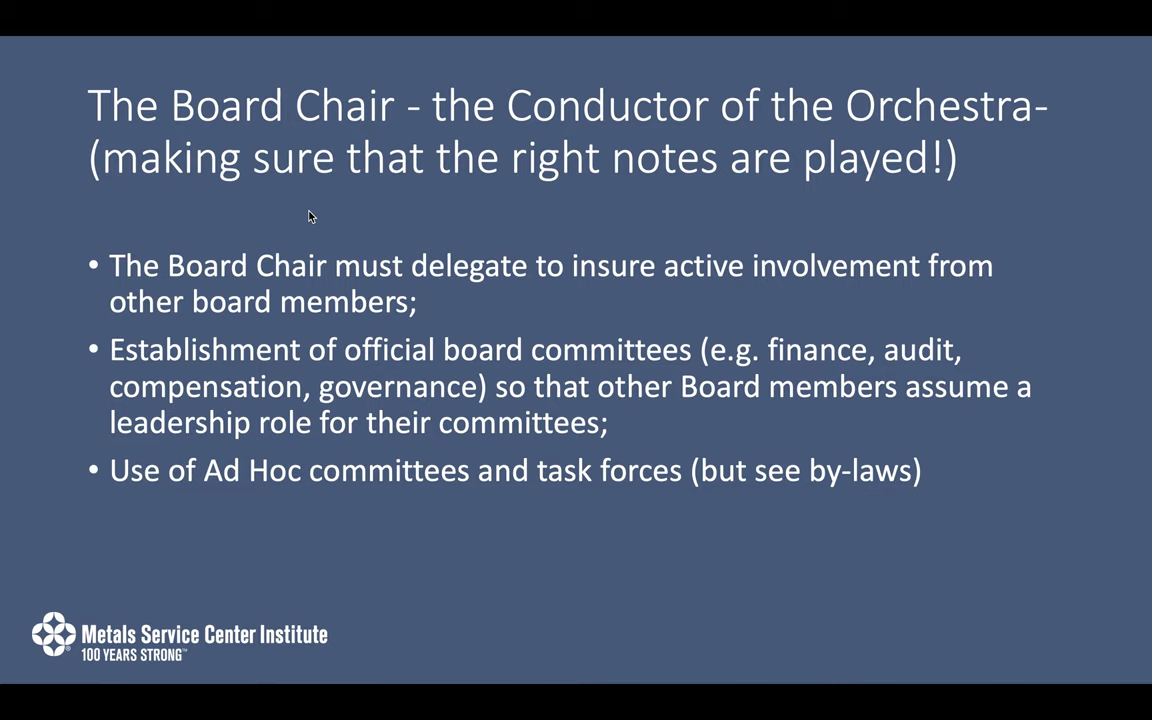 The Board Chair - the Conductor of the Orchestra-
(making sure that the right notes are played!)
• The Board Chair must delegate to insure active involvement from
other board members;
• Establishment of official board committees (e.g. finance, audit,
compensation, governance) so that other Board members assume a
leadership role for their committees;
• Use of Ad Hoc committees and task forces (but see by-laws)
Metals Service Center Institute
100 YEARS STRONG™